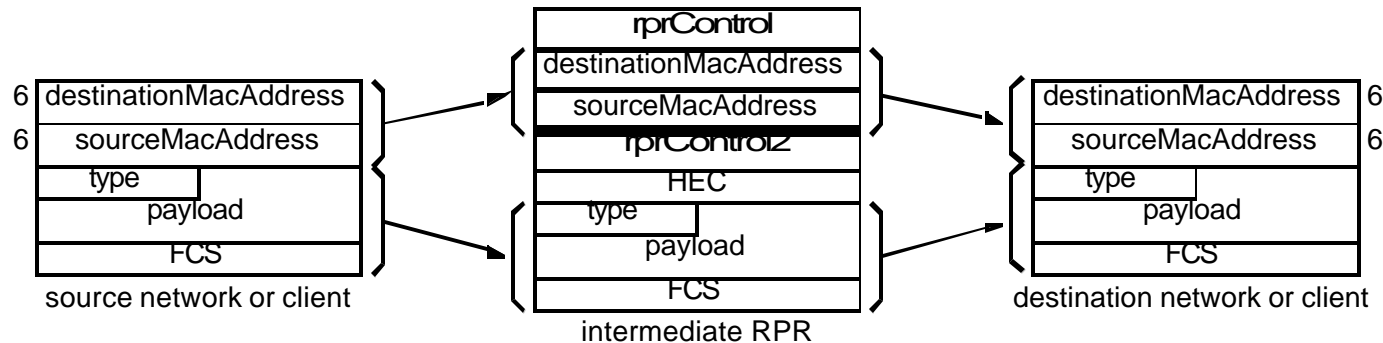 6 destinationMacAddress
6 sourceMacAddress
type
payload
FCS
source network or client
rprControl
destinationMacAddress
sourceMacAddress
rprControl2
HEC
type
payload
FCS
intermediate RPR
destinationMacAddress 6
sourceMacAddress 6
type
payload
FCS
destination network or client